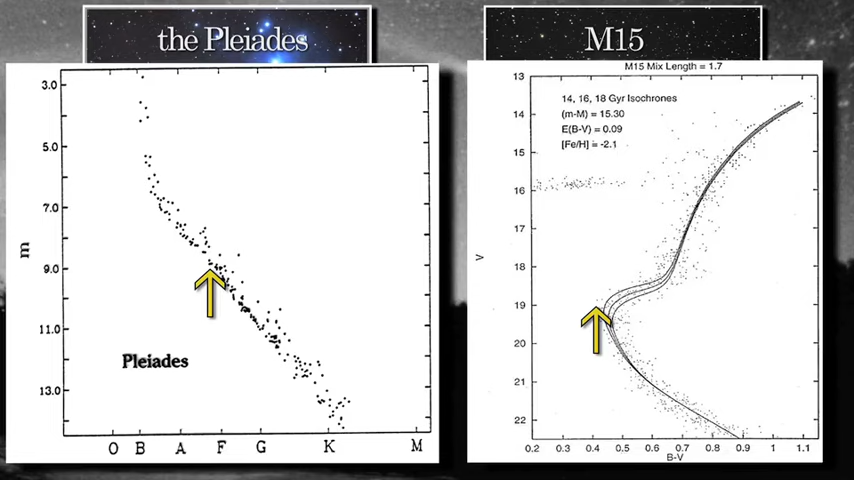 the Pleiades
M15
3.0
5.0
7.0
m
9.0
11.0
13.0
Pleiades
O B A F G K M
M15 Mix Length = 1.7
14, 16, 18 Gyr Isochrones
(m-M) = 15.30
E(B-V) = 0.09
[Fe/H] = -2.1
13
14
15
16
17
V
18
19
20
21
22
0.2 0.3 0.4 0.5 0.6 0.7 0.8 0.9 1 1.1
B-V